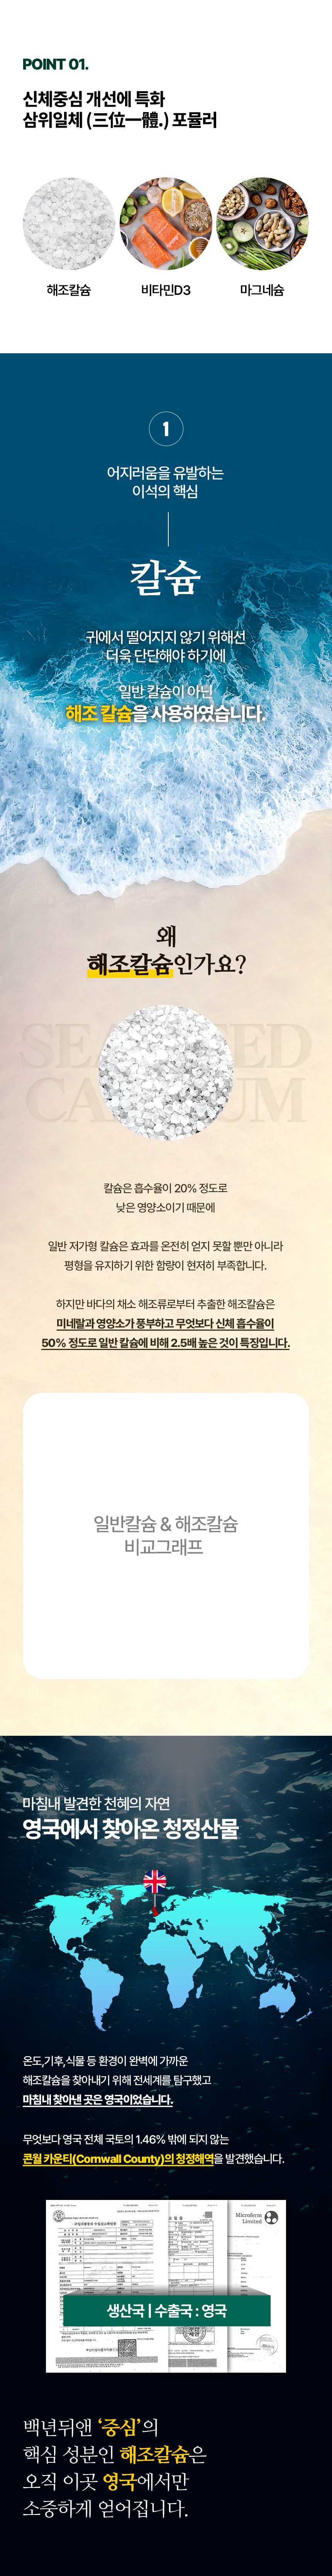 POINT 01.
신체중심 개선에 특화
삼위일체 (三位一體.) 포뮬러
해조칼슘
비타민D3
마그네슘
1
어지러움을 유발하는
이석의 핵심
칼슘
귀에서 떨어지지 않기 위해선
더욱 단단해야 하기에
일반 칼슘이 아닌
해조 칼슘을 사용하였습니다.
왜
해조칼슘인가요?
칼슘은 흡수율이 20% 정도로
낮은 영양소이기 때문에
일반 저가형 칼슘은 효과를 온전히 얻지 못할 뿐만 아니라
평형을 유지하기 위한 함량이 현저히 부족합니다.
하지만 바다의 채소 해조류로부터 추출한 해조칼슘은
미네랄과 영양소가 풍부하고 무엇보다 신체 흡수율이
50% 정도로 일반 칼슘에 비해 2.5배 높은 것이 특징입니다.
일반칼슘 & 해조칼슘
비교그래프
마침내 발견한 천혜의 자연
영국에서 찾아온 청정산물
온도,기후,식물 등 환경이 완벽에 가까운
해조칼슘을 찾아내기 위해 전세계를 탐구했고
마침내 찾아낸 곳은 영국이었습니다.
무엇보다 영국 전체 국토의 1.46% 밖에 되지 않는
콘월 카운티(Cornwall County)의 청정해역을 발견했습니다.
Microferm
Limited
생산국 | 수출국 : 영국
백년뒤앤 ‘중심’의
핵심 성분인 해조칼슘은
오직 이곳 영국에서만
소중하게 얻어집니다.